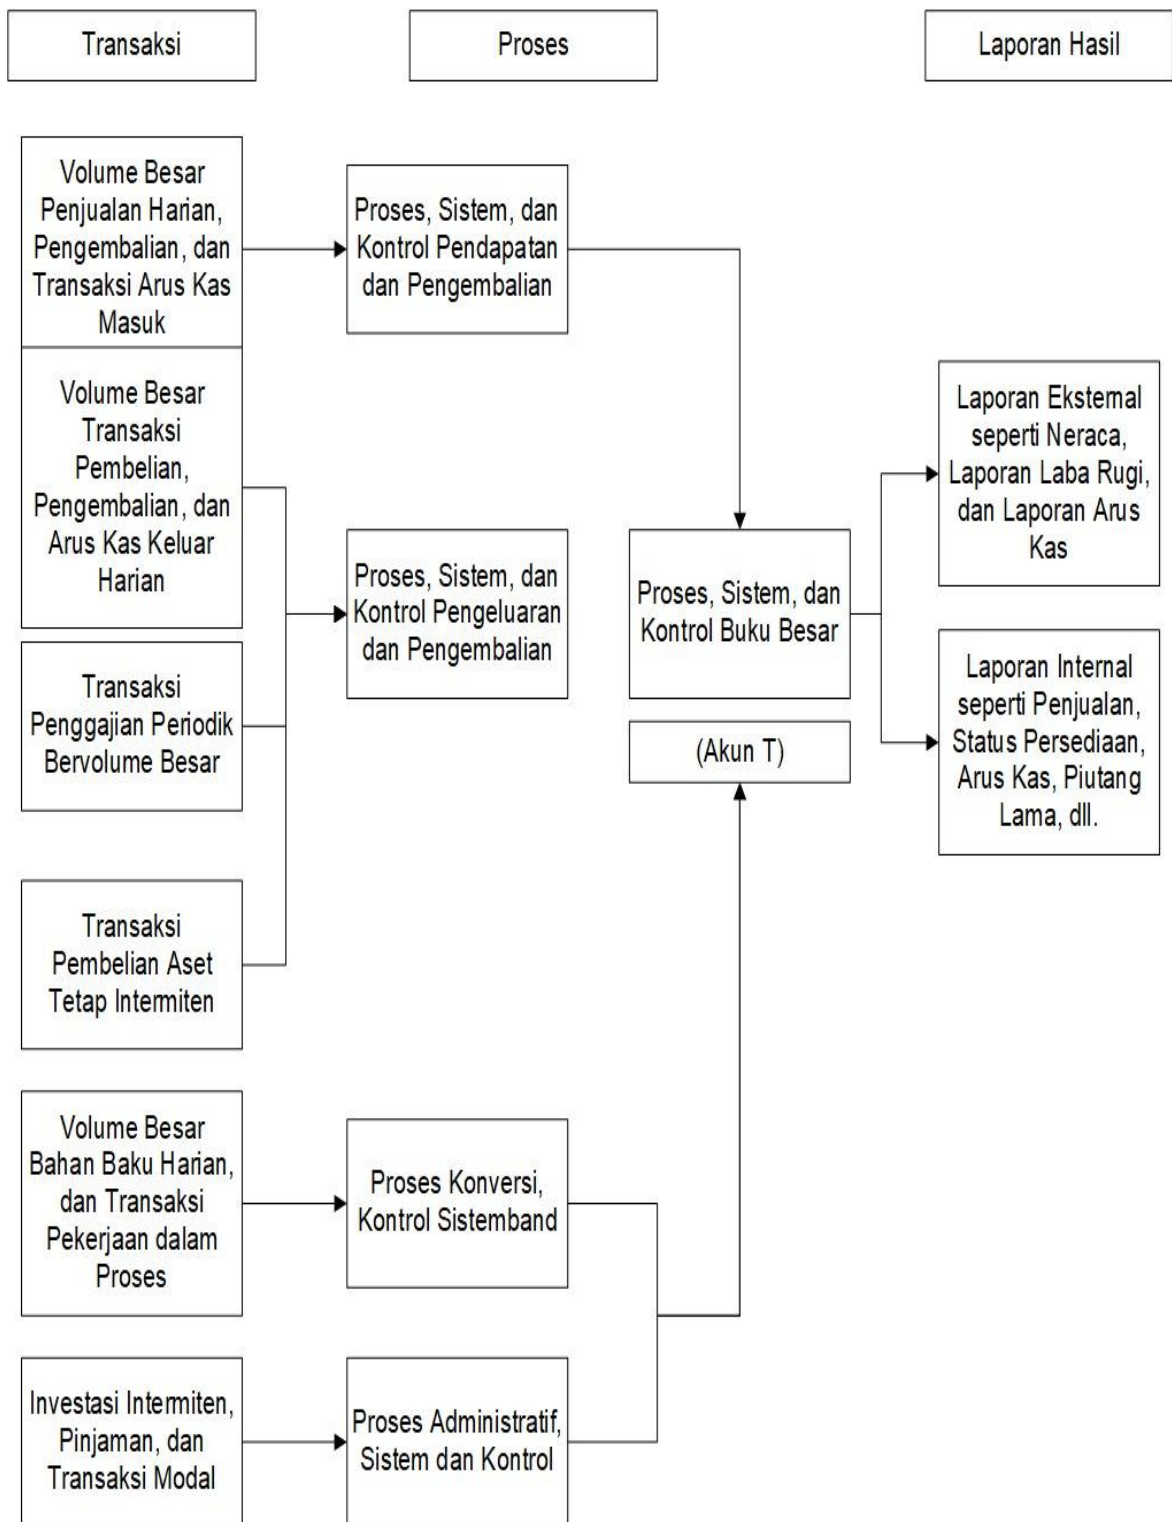 Transaksi
Proses
Laporan Hasil
Volume Besar
Penjualan Harian,
Pengembalian, dan
Transaksi Arus Kas
Masuk
Proses, Sistem, dan
Kontrol Pendapatan
dan Pengembalian
Volume Besar
Transaksi
Pembelian,
Pengembalian, dan
Arus Kas Keluar
Harian
Proses, Sistem, dan
Kontrol Pengeluaran
dan Pengembalian
Transaksi
Penggajian Periodik
Bervolume Besar
Transaksi
Pembelian Aset
Tetap Intermiten
Proses, Sistem, dan
Kontrol Buku Besar
(Akun T)
Laporan Eksternal
seperti Neraca,
Laporan Laba Rugi,
dan Laporan Arus
Kas
Laporan Internal
seperti Penjualan,
Status Persediaan,
Arus Kas, Piutang
Lama, dll.
Volume Besar
Bahan Baku Harian,
dan Transaksi
Pekerjaan dalam
Proses
Proses Konversi,
Kontrol Sistemband
Investasi Intermiten,
Pinjaman, dan
Transaksi Modal
Proses Administratif,
Sistem dan Kontrol